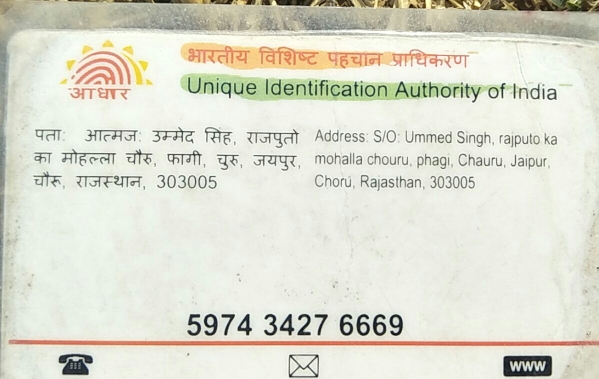 आधार
भारतीय विशिष्ट पहचान प्राधिकरण
Unique Identification Authority of India
पता: आत्मज: उम्मेद सिंह, राजपुतो
का मोहल्ला चौरु, फागी, चुरु, जयपुर,
चौरू, राजस्थान, 303005
Address: S/O: Ummed Singh, rajputo ka
mohalla chouru, phagi, Chauru, Jaipur,
Choru, Rajasthan, 303005
5974 3427 6669
www